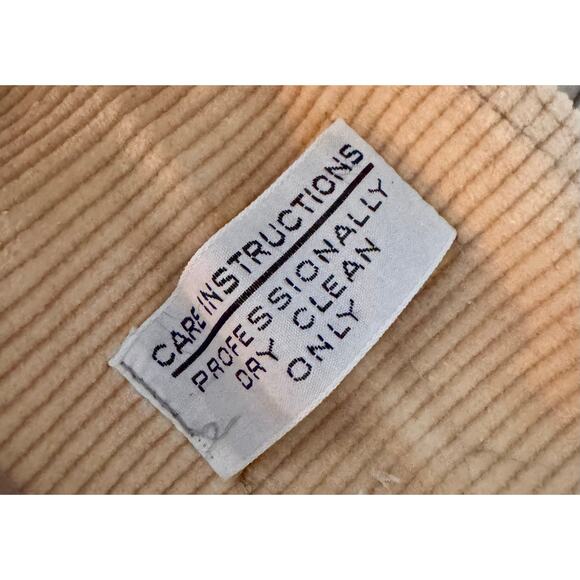 CARE INSTRUCTIONS
PROFESSIONALLY
DRY CLEAN
ONLY